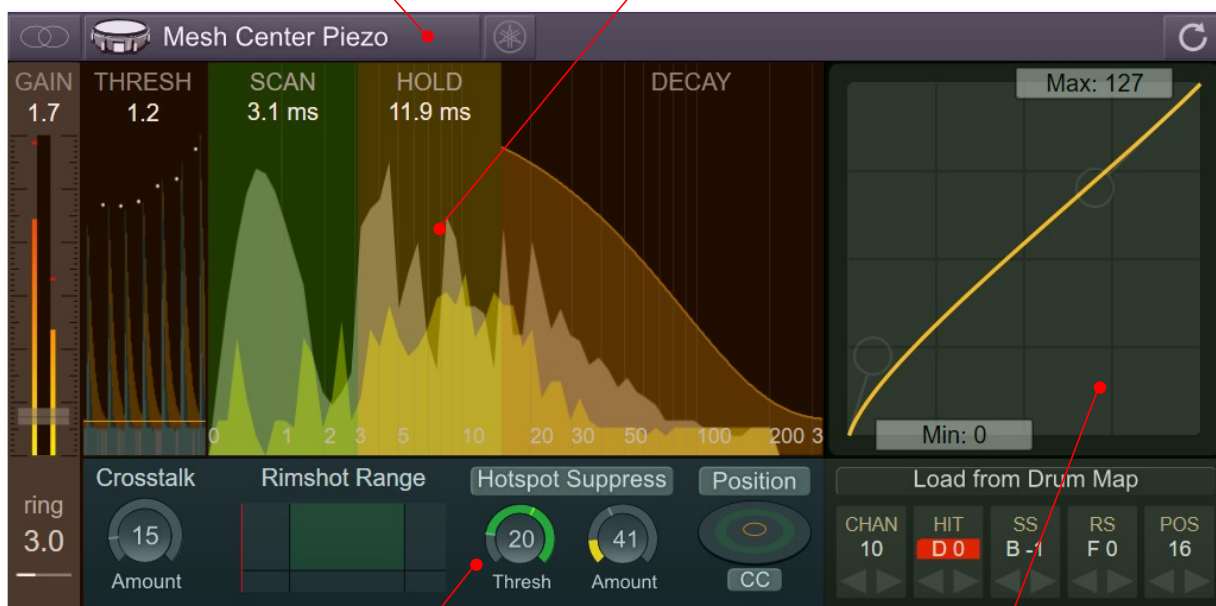 Mesh Center Piezo
GAIN THRESH SCAN HOLD DECAY
1.7 1.2 3.1 ms 11.9 ms
Max: 127
Min: 0
0 1 2 3 5 10 20 30 50 100 200 3
ring
3.0
Crosstalk
15
Amount
Rimshot Range
Hotspot Suppress
20 41
Thresh Amount
Position
CC
Load from Drum Map
CHAN HIT SS RS POS
10 D 0 B -1 F 0 16